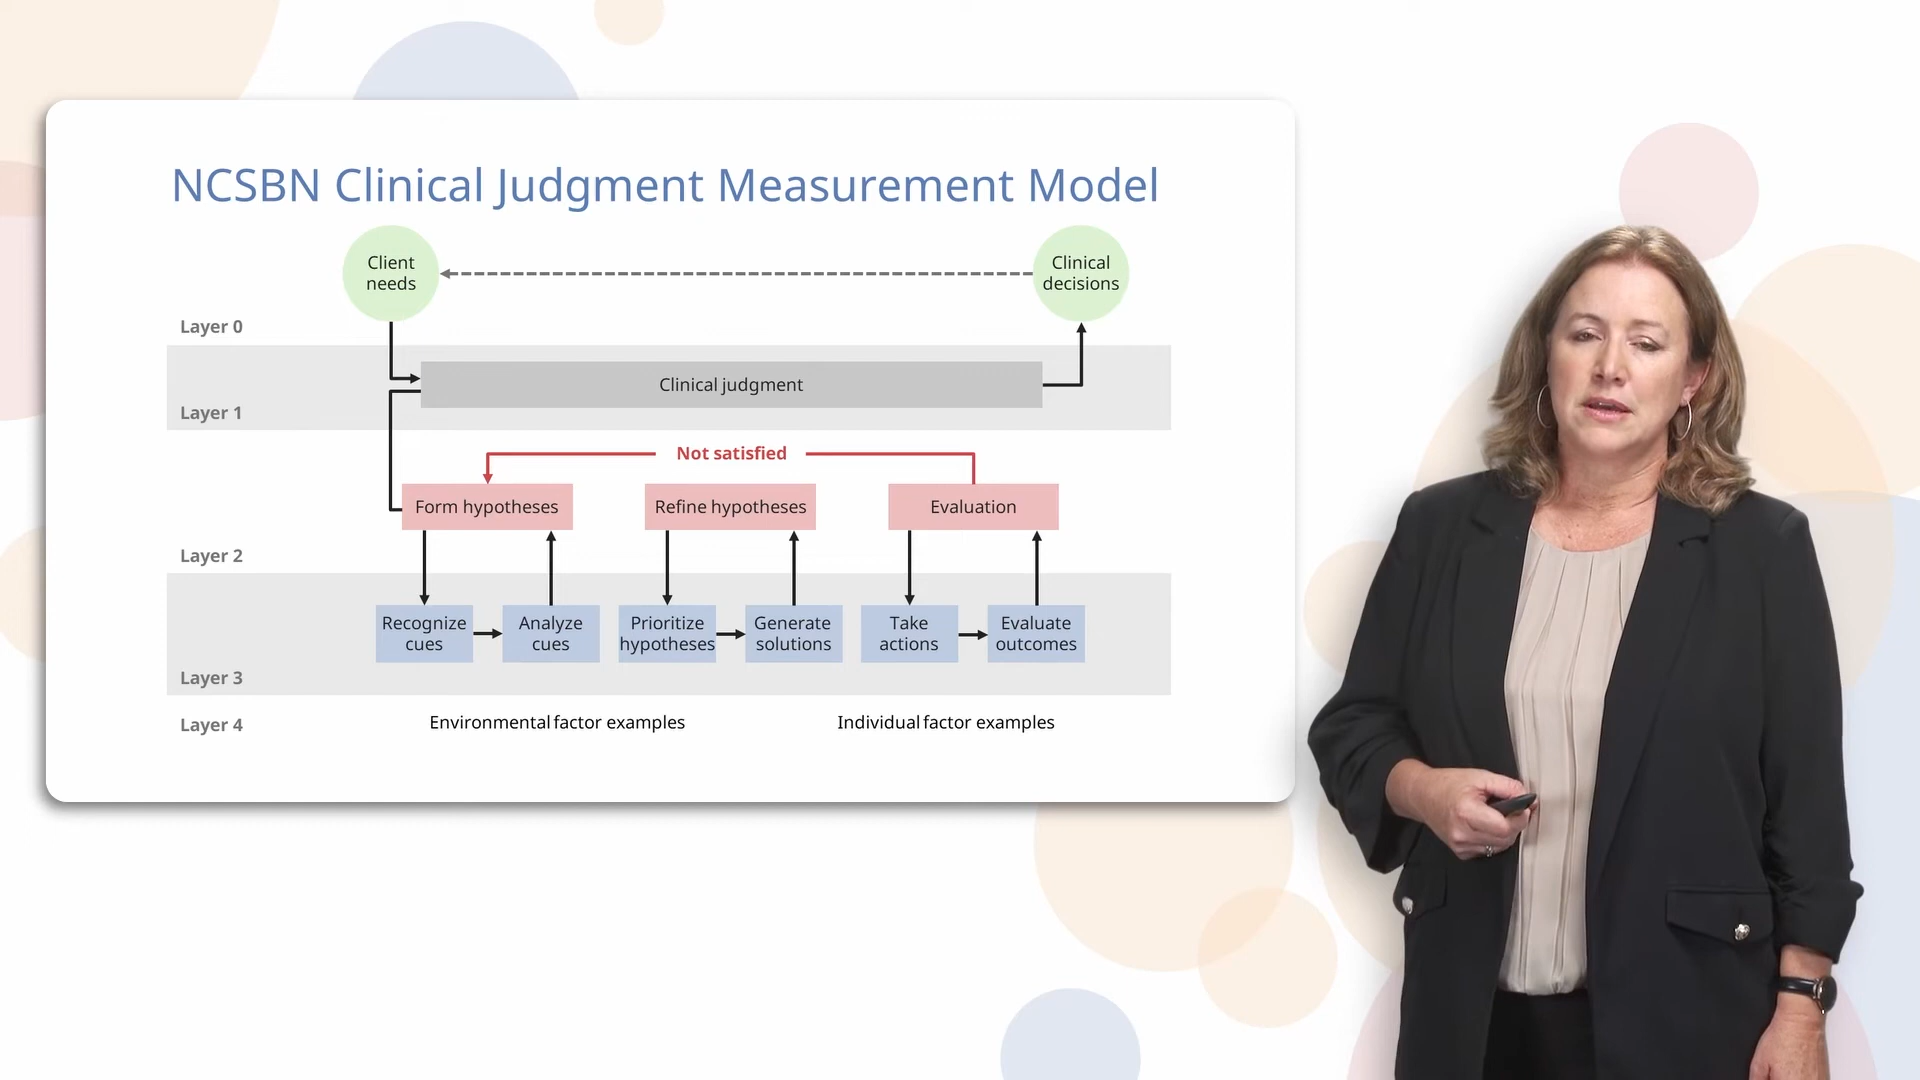 NCSBN Clinical Judgment Measurement Model
Client
needs
Clinical
decisions
Layer 0
Clinical judgment
Layer 1
Not satisfied
Form hypotheses
Refine hypotheses
Evaluation
Layer 2
Recognize
cues
Analyze
cues
Prioritize
hypotheses
Generate
solutions
Take
actions
Evaluate
outcomes
Layer 3
Layer 4
Environmental factor examples
Individual factor examples